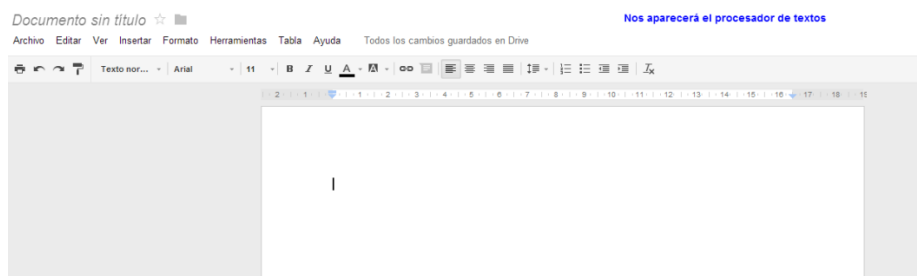 Documento sin título
Nos aparecerá el procesador de textos
Archivo Editar Ver Insertar Formato Herramientas Tabla Ayuda Todos los cambios guardados en Drive
Texto nor... Arial 11 B I U A A
2 1 1 2 3 4 5 6 7 8 9 10 11 12 13 14 15 16 17 18 19